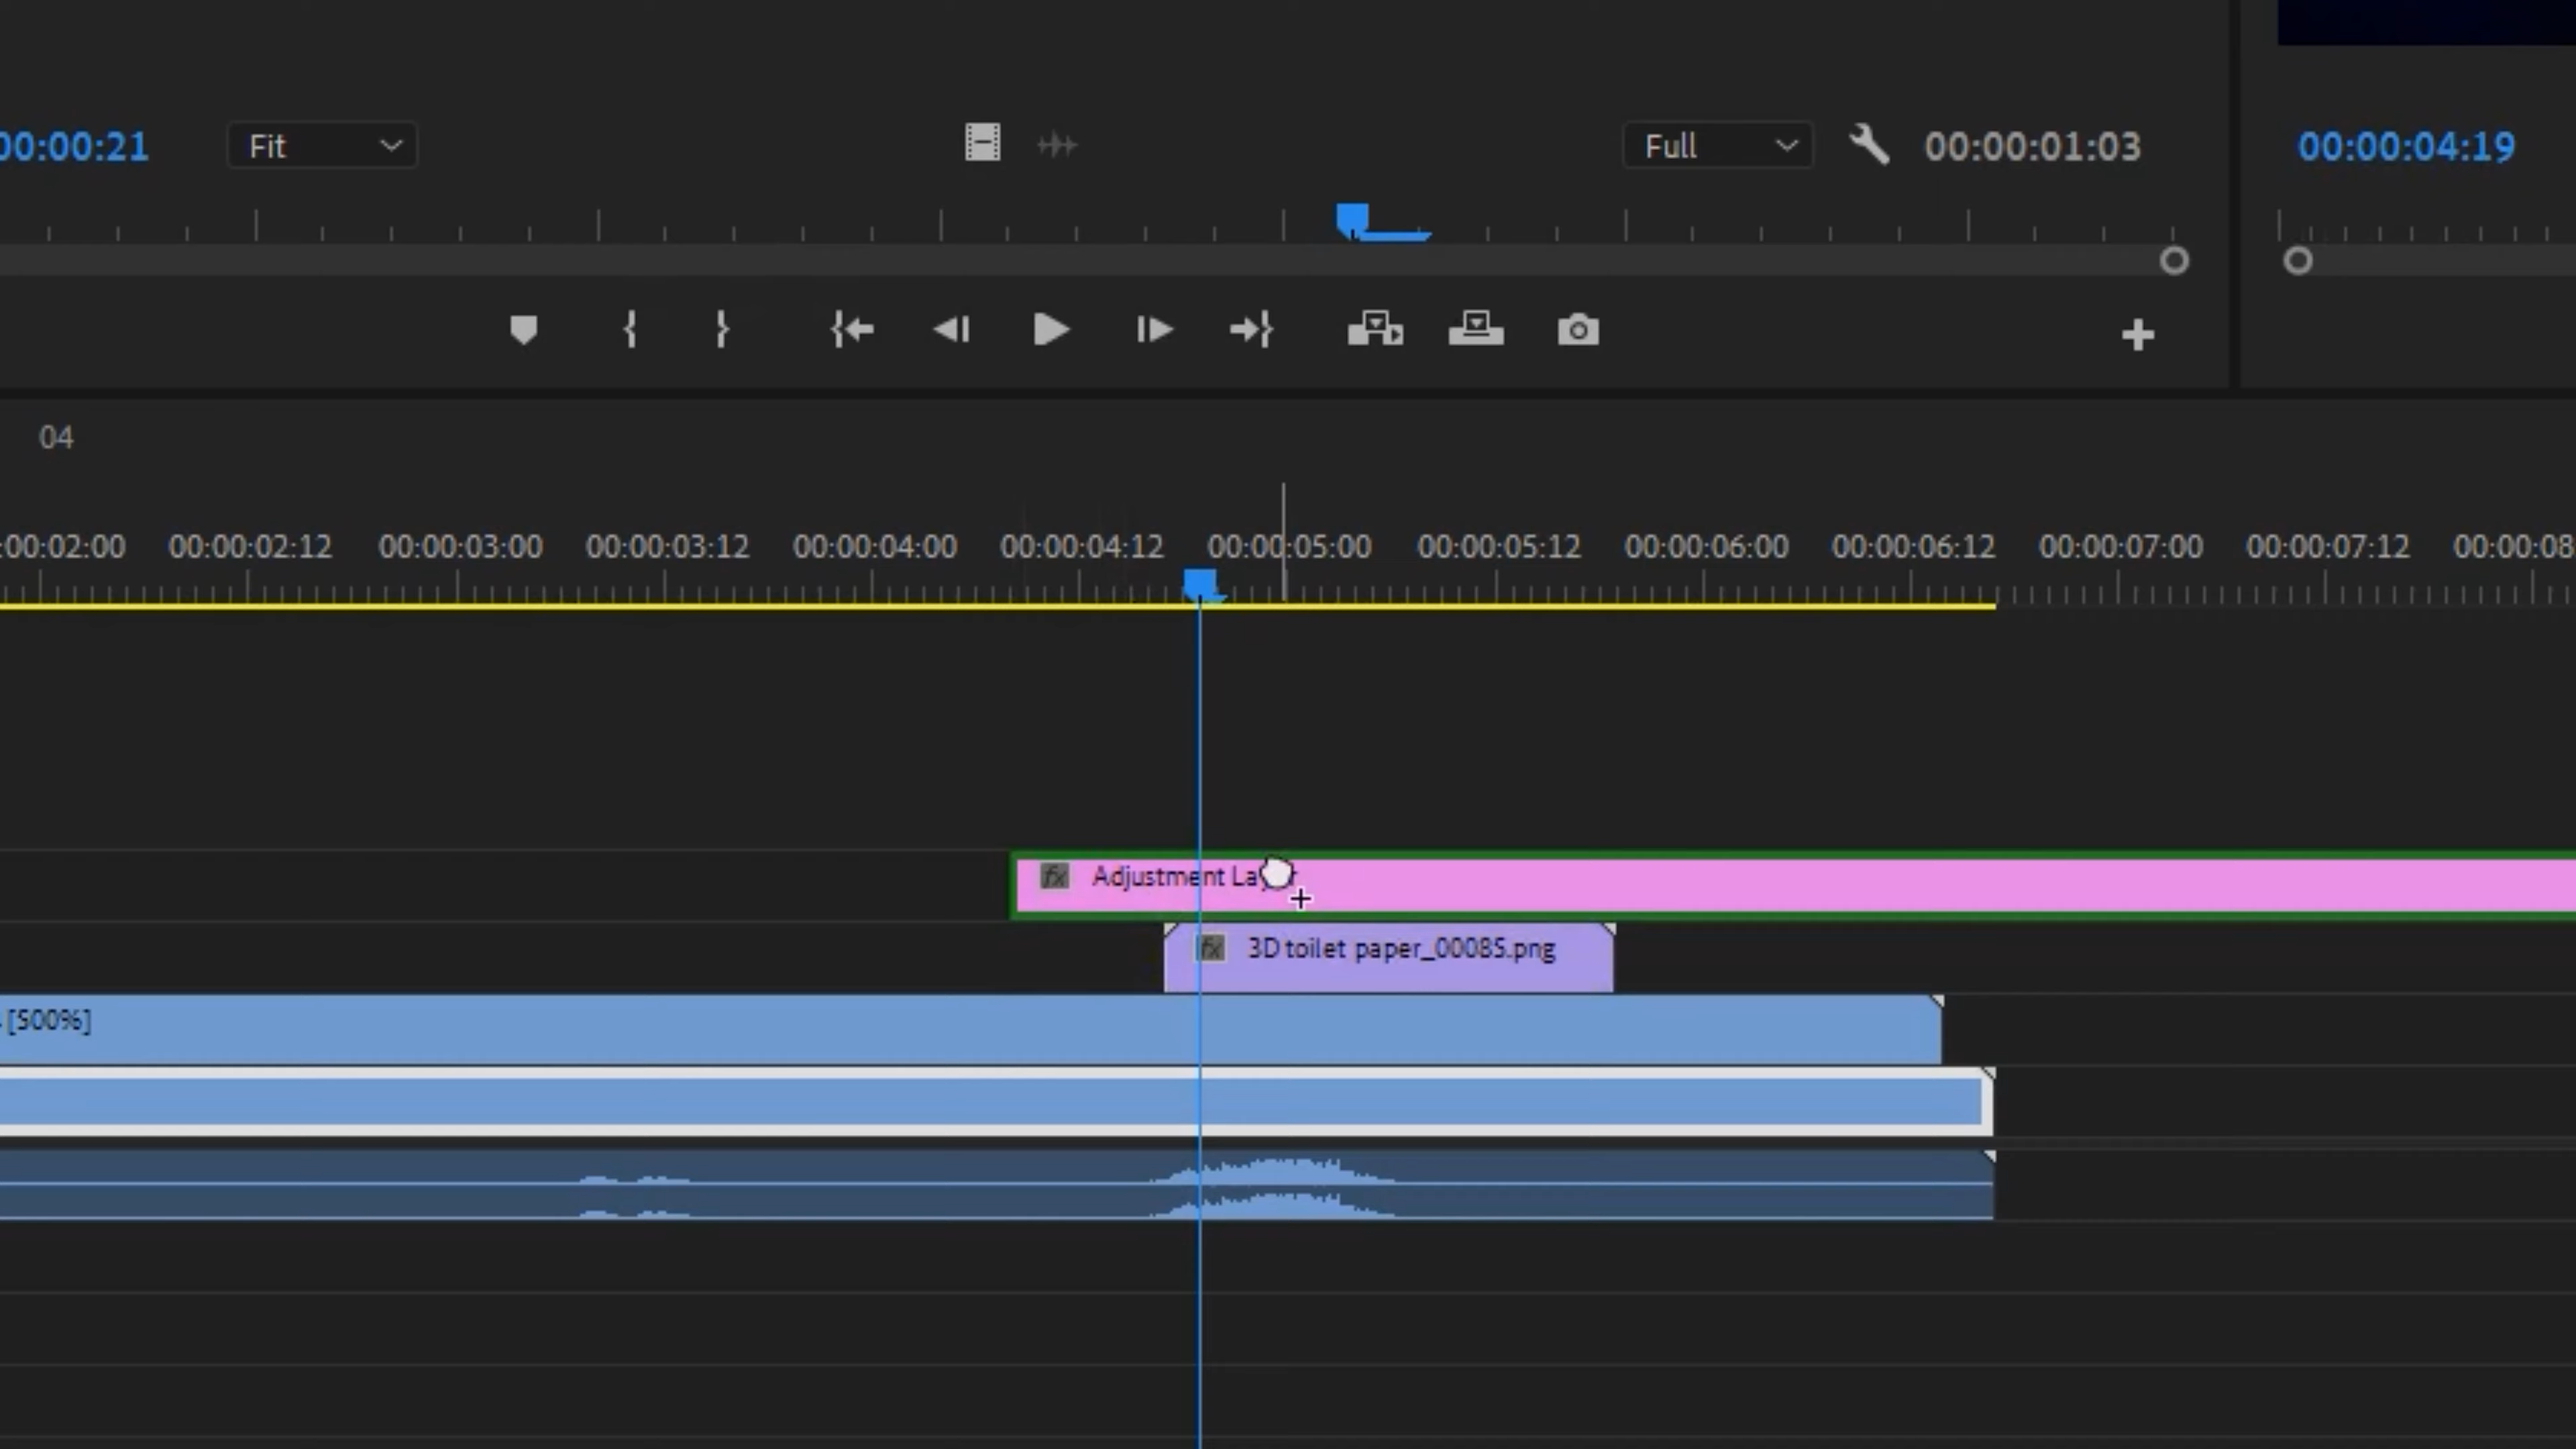 00:00:21 Fit Full 00:00:01:03 00:00:04:19
04
:00:02:00 00:00:02:12 00:00:03:00 00:00:03:12 00:00:04:00 00:00:04:12 00:00:05:00 00:00:05:12 00:00:06:00 00:00:06:12 00:00:07:00 00:00:07:12 00:00:08
fx Adjustment Layer
fx 3D toilet paper_00085.png
[500%]